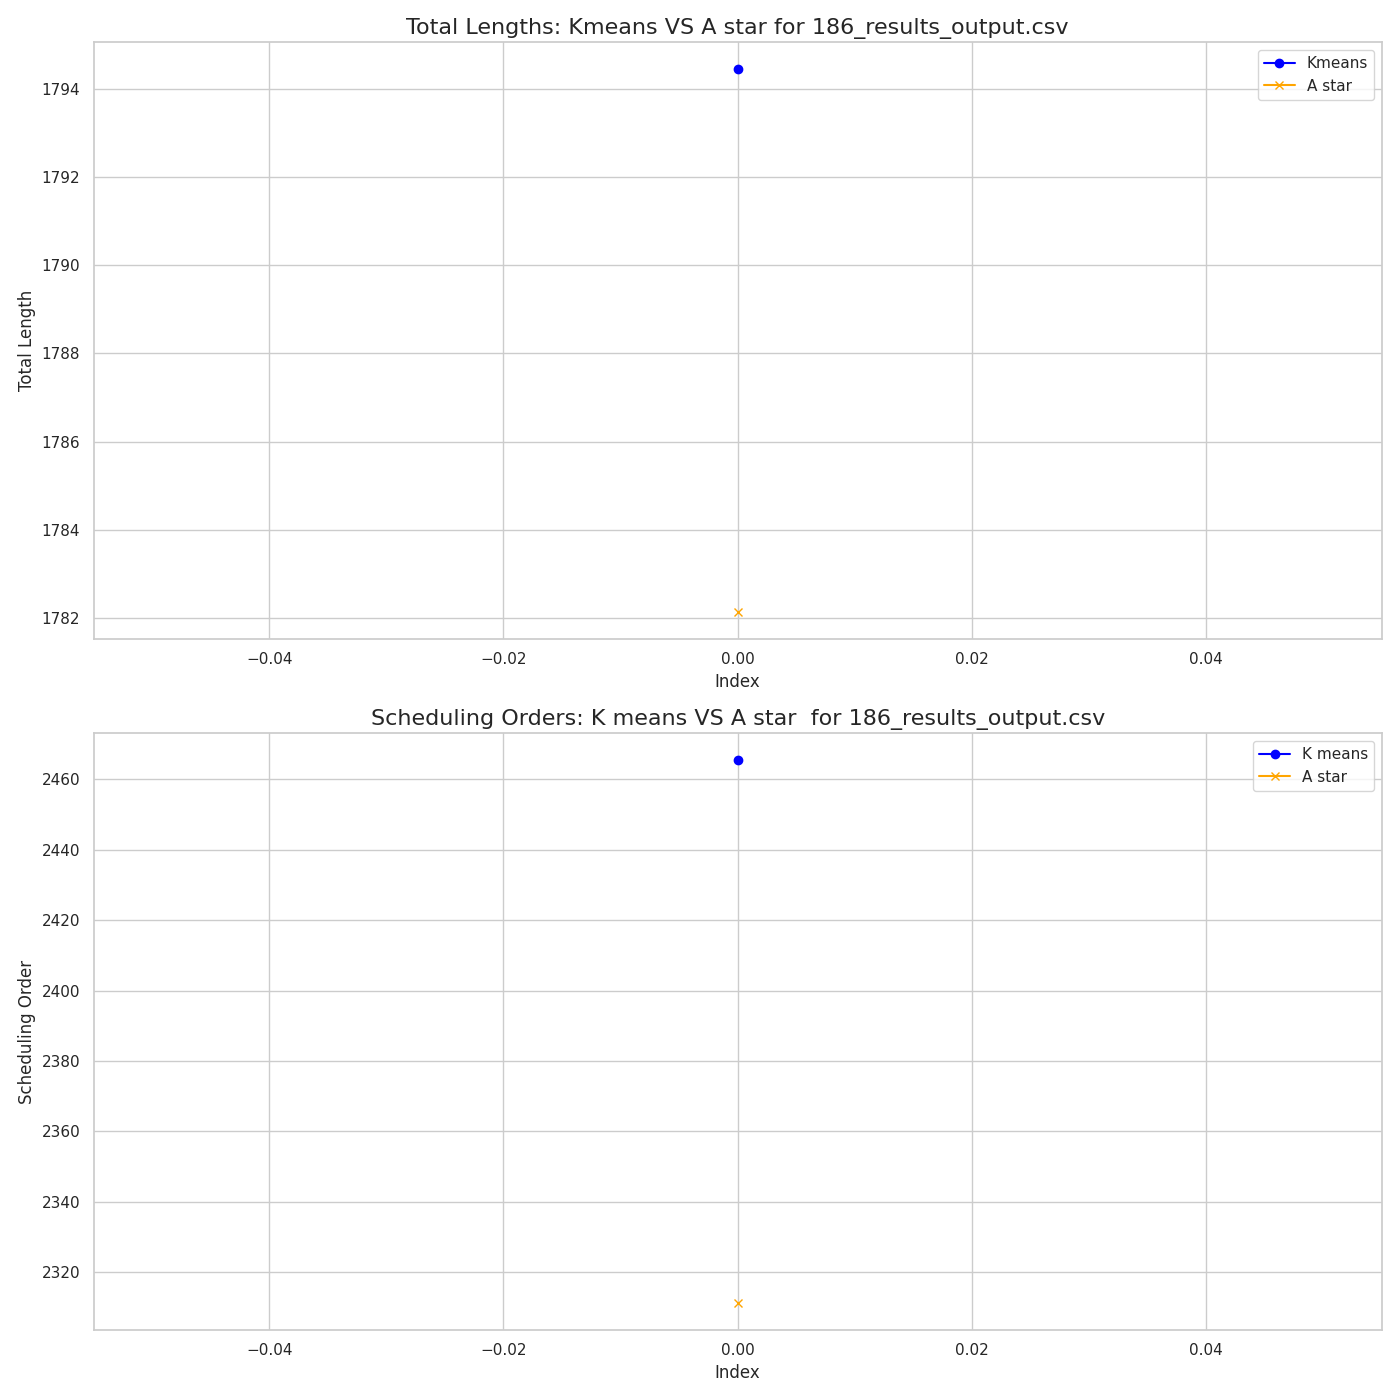 Total Lengths: Kmeans VS A star for 186_results_output.csv
Kmeans
A star
1794
1792
1790
1788
1786
1784
1782
Total Length
−0.04 −0.02 0.00 0.02 0.04
Index
Scheduling Orders: K means VS A star  for 186_results_output.csv
K means
A star
2460
2440
2420
2400
2380
2360
2340
2320
Scheduling Order
−0.04 −0.02 0.00 0.02 0.04
Index